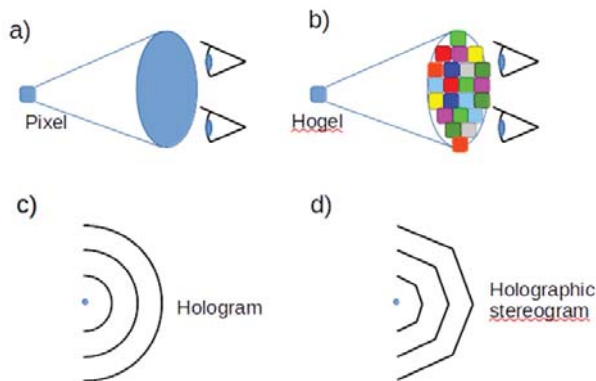 a)
b)
Pixel
Hogel
c)
d)
Hologram
Holographic
stereogram